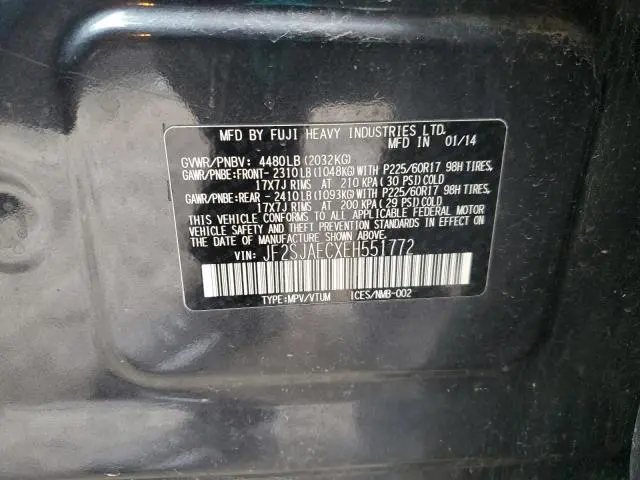 MFD BY FUJI HEAVY INDUSTRIES LTD.
MFD IN 01/14
GVWR/PNBV: 4480LB(2032KG)
GAWR/PNBE:FRONT-2310LB(1048KG)WITH P225/60R17 98H TIRES,
17X7J RIMS AT 210 KPA(30 PSI)COLD
GAWR/PNBE:REAR -2410LB(1093KG)WITH P225/60R17 98H TIRES,
17X7J RIMS AT 200 KPA(29 PSI)COLD
THIS VEHICLE CONFORMS TO ALL APPLICABLE FEDERAL MOTOR
VEHICLE SAFETY AND BUMPER STANDARDS IN EFFECT ON
THE DATE OF MANUFACTURE SHOWN ABOVE.
VIN: JF2SJAECXEH551772
TYPE:MPV/VTUM ICES/NMB-002